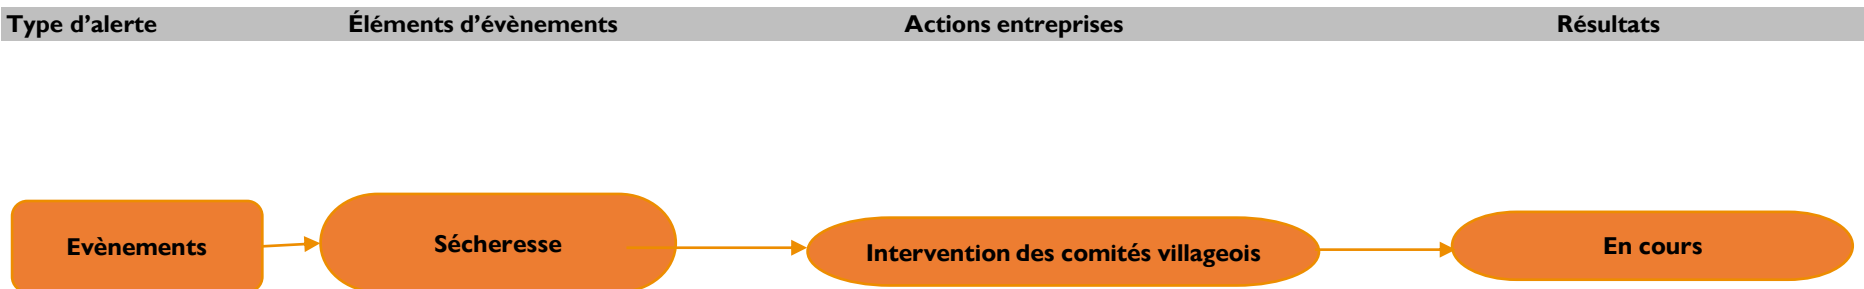 Type d’alerte Éléments d’évènements Actions entreprises Résultats
Evènements Sécheresse Intervention des comités villageois En cours